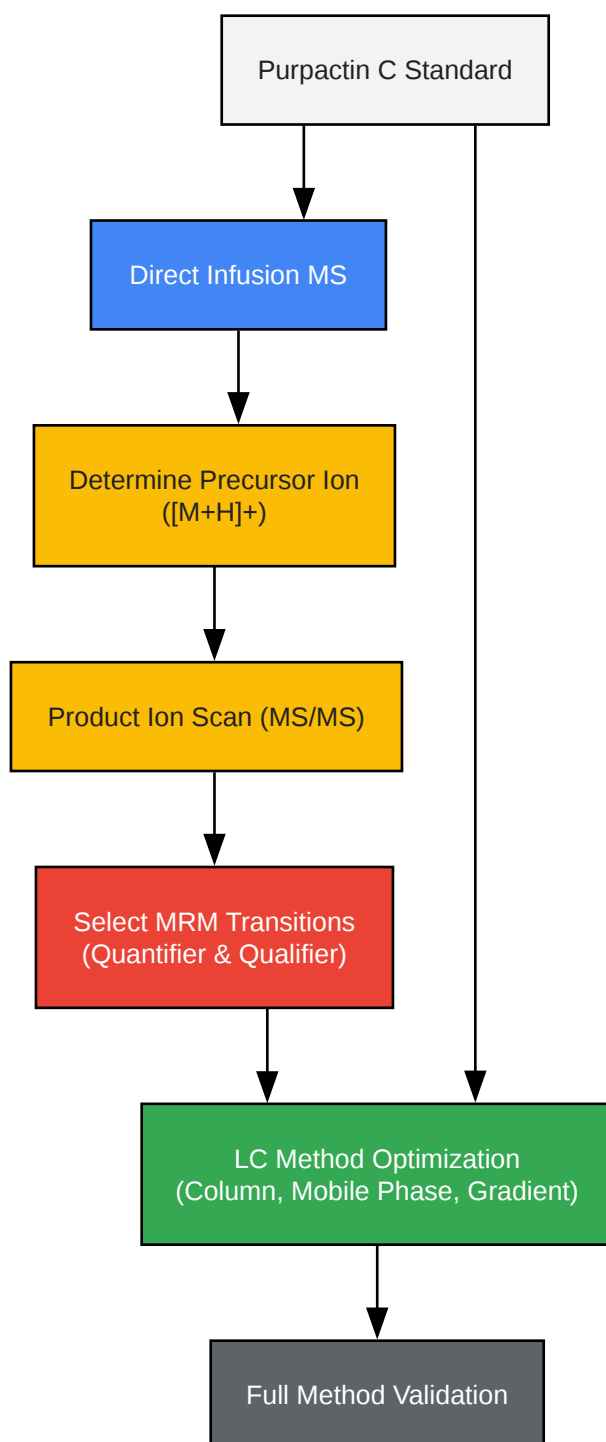 Purpactin C Standard
Direct Infusion MS
Determine Precursor Ion
([M+H]+)
Product Ion Scan (MS/MS)
Select MRM Transitions
(Quantifier & Qualifier)
LC Method Optimization
(Column, Mobile Phase, Gradient)
Full Method Validation